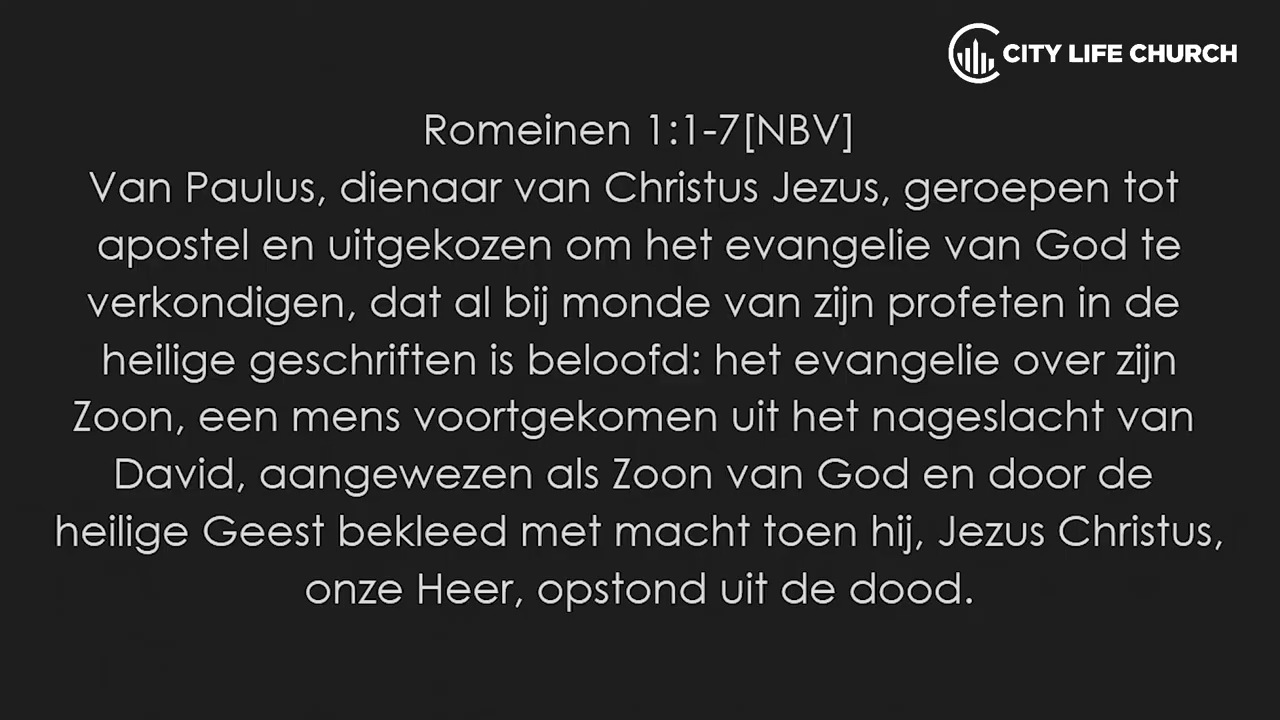 CITY LIFE CHURCH
Romeinen 1:1-7[NBV]
Van Paulus, dienaar van Christus Jezus, geroepen tot
apostel en uitgekozen om het evangelie van God te
verkondigen, dat al bij monde van zijn profeten in de
heilige geschriften is beloofd: het evangelie over zijn
Zoon, een mens voortgekomen uit het nageslacht van
David, aangewezen als Zoon van God en door de
heilige Geest bekleed met macht toen hij, Jezus Christus,
onze Heer, opstond uit de dood.